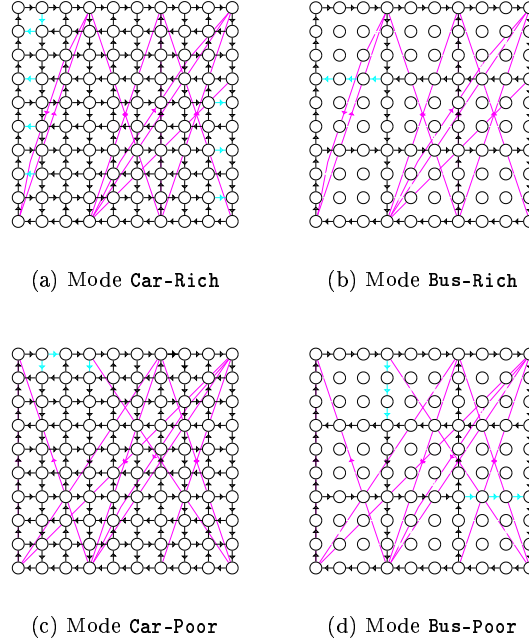 (a) Mode Car-Rich
(b) Mode Bus-Rich
(c) Mode Car-Poor
(d) Mode Bus-Poor